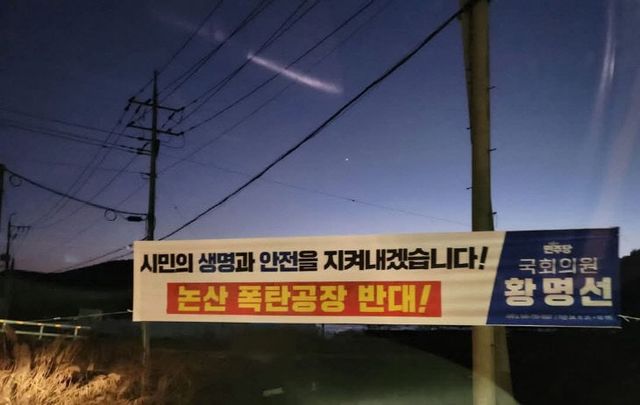 시민의 생명과 안전을 지켜내겠습니다!
논산 폭탄공장 반대!
민주당
국회의원
황명선